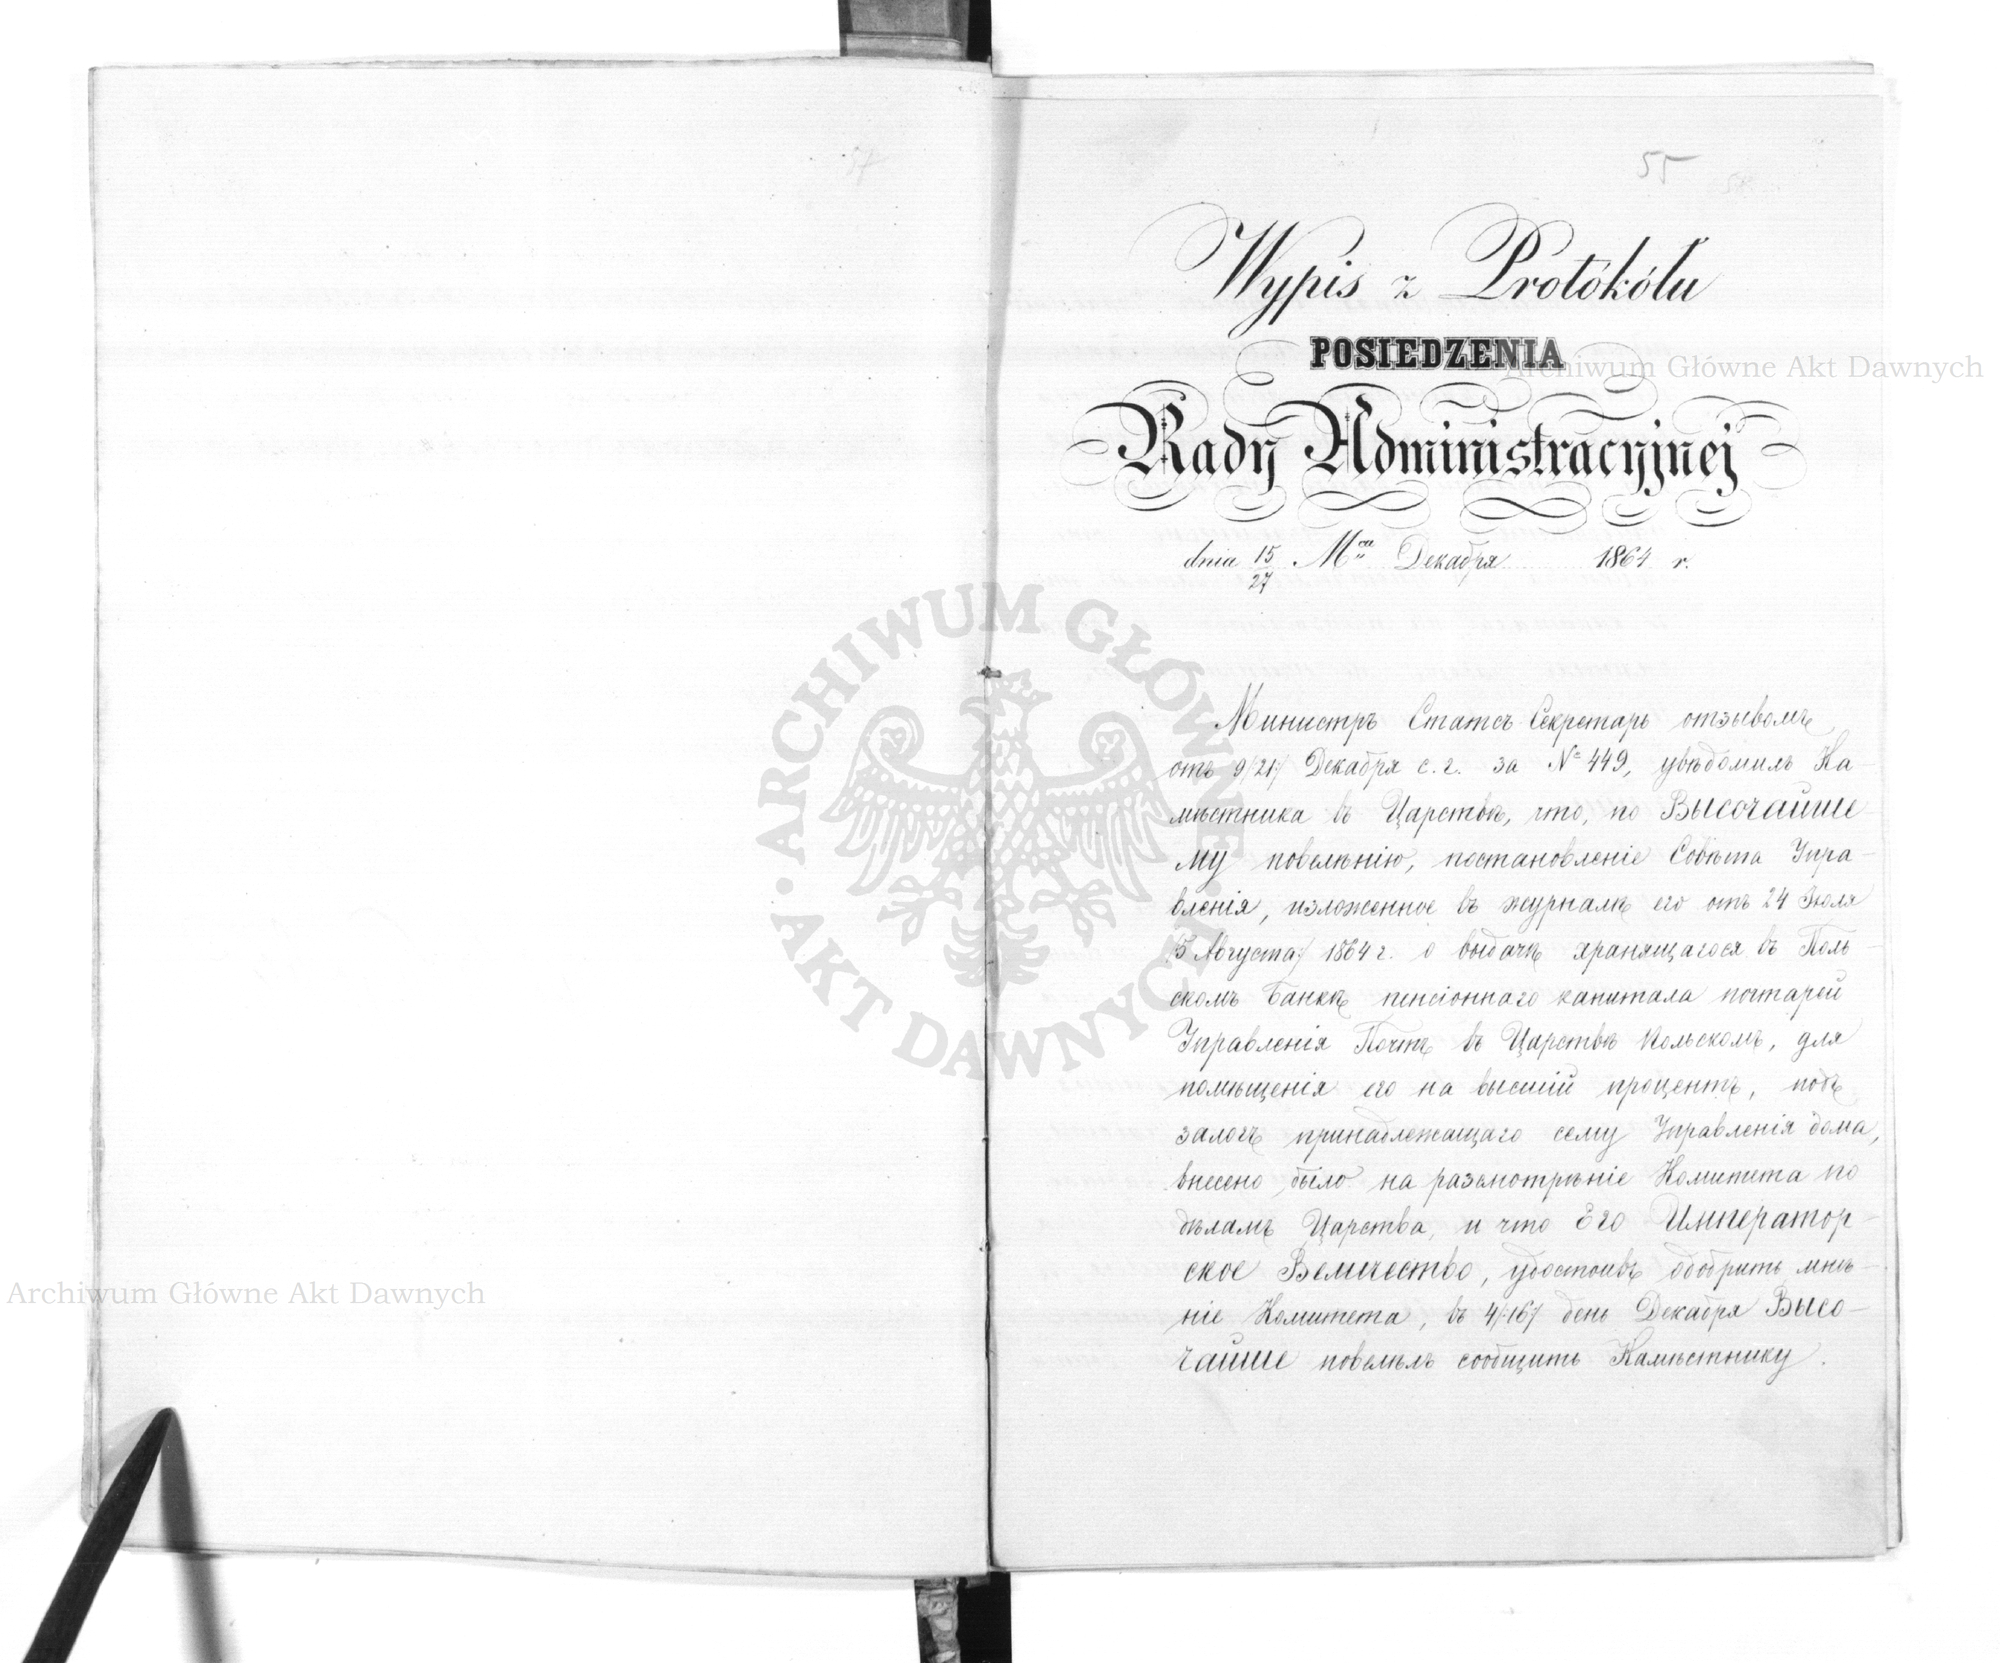 57
55
Wypis z Protókółu
POSIEDZENIA
Rady Administracyjnej
dnia 15/27 Mca Декабря 1864 r.
Министръ Статсъ Секретарь отзывомъ
отъ 9/21/ Декабря с. г. за № 449, увѣдомилъ На-
мѣстника въ Царствѣ, что, по Высочайше-
му повелѣнію, постановленіе Совѣта Упра-
вленія, изложенное въ журналѣ его отъ 24 Іюля
/5 Августа/ 1864 г. о выдачѣ хранящагося въ Поль-
скомъ Банкѣ пенсіоннаго капитала почтарей
Управленія Почтъ въ Царствѣ Польскомъ, для
помѣщенія его на высшій процентъ, подъ
залогъ принадлежащаго сему Управленія дома,
внесено было на разсмотрѣніе Комитета по
дѣламъ Царства, и что Его Император-
ское Величество, удостоивъ одобрить мнѣ-
ніе Комитета, въ 4/16/ день Декабря Высо-
чайше повелѣлъ сообщить Намѣстнику.
Archiwum Główne Akt Dawnych
Archiwum Główne Akt Dawnych
ARCHIWUM GŁÓWNE
• AKT DAWNYCH •